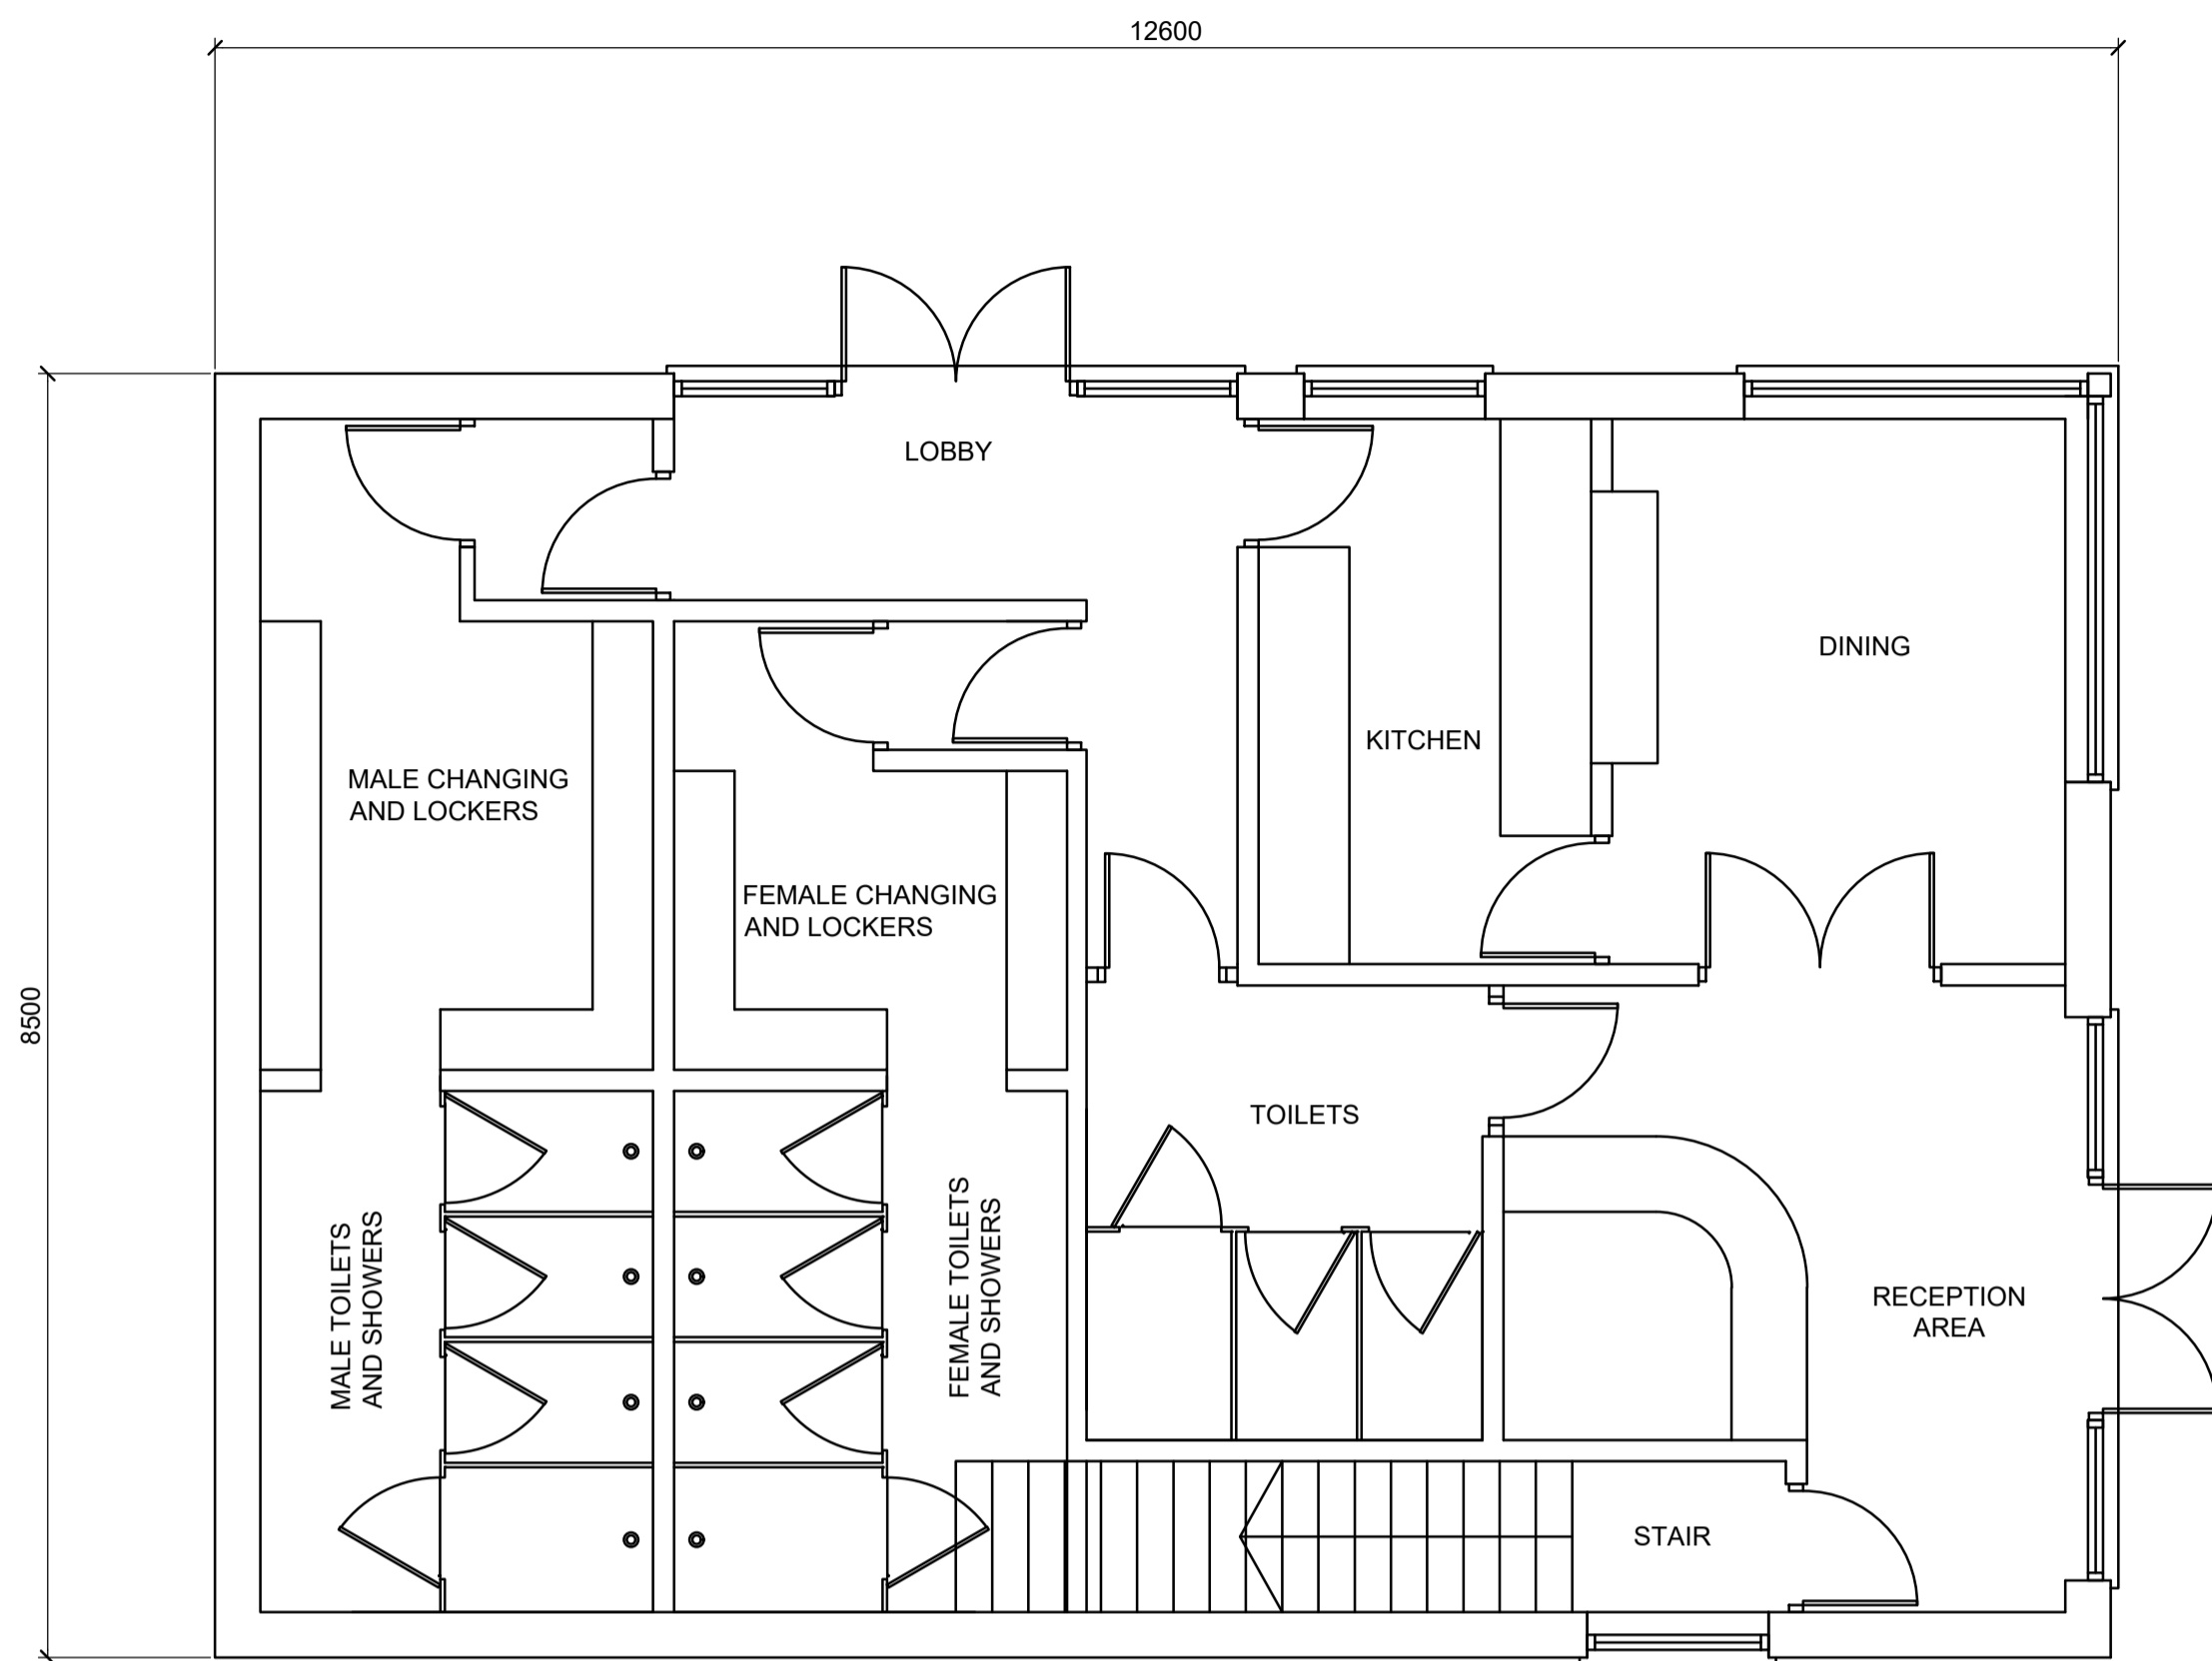 12600
LOBBY
DINING
KITCHEN
MALE CHANGING
AND LOCKERS
FEMALE CHANGING
AND LOCKERS
8500
TOILETS
MALE TOILETS
AND SHOWERS
FEMALE TOILETS
AND SHOWERS
RECEPTION
AREA
STAIR